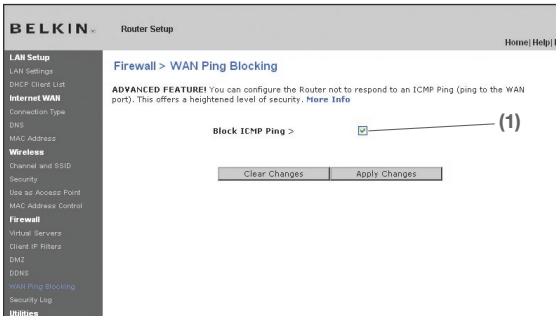 BELKIN®
Router Setup
Home|Help|
LAN Setup
LAN Settings
DHCP Client List
Internet WAN
Connection Type
DNS
MAC Address
Wireless
Channel and SSID
Security
Use as Access Point
MAC Address Control
Firewall
Virtual Servers
Client IP Filters
DMZ
DDNS
WAN Ping Blocking
Security Log
Utilities
Firewall > WAN Ping Blocking
ADVANCED FEATURE! You can configure the Router not to respond to an ICMP Ping (ping to the WAN
port). This offers a heightened level of security. More Info
Block ICMP Ping >
(1)
Clear Changes
Apply Changes